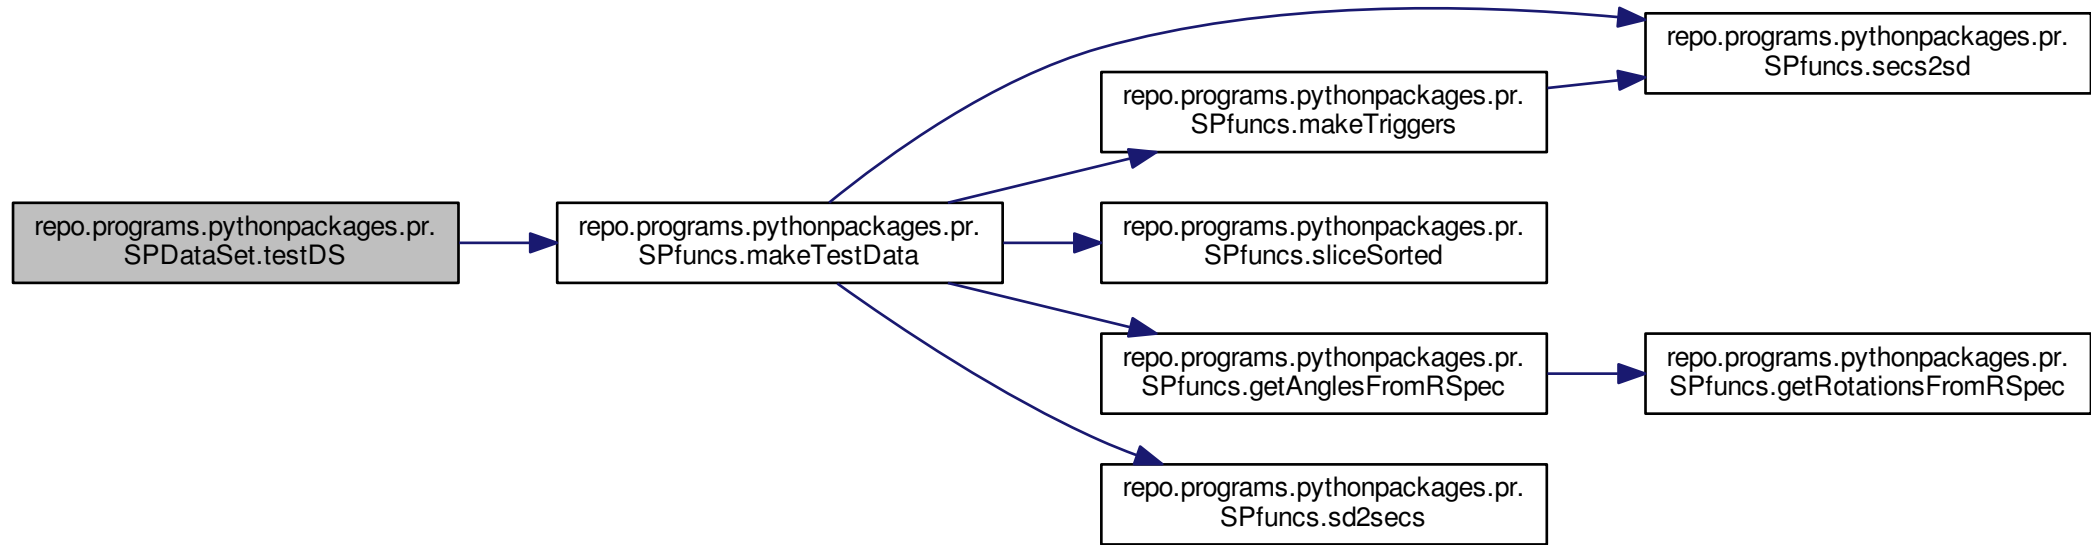 repo.programs.pythonpackages.pr.
SPDataSet.testDS
repo.programs.pythonpackages.pr.
SPfuncs.makeTestData
repo.programs.pythonpackages.pr.
SPfuncs.secs2sd
repo.programs.pythonpackages.pr.
SPfuncs.makeTriggers
repo.programs.pythonpackages.pr.
SPfuncs.sliceSorted
repo.programs.pythonpackages.pr.
SPfuncs.getAnglesFromRSpec
repo.programs.pythonpackages.pr.
SPfuncs.getRotationsFromRSpec
repo.programs.pythonpackages.pr.
SPfuncs.sd2secs